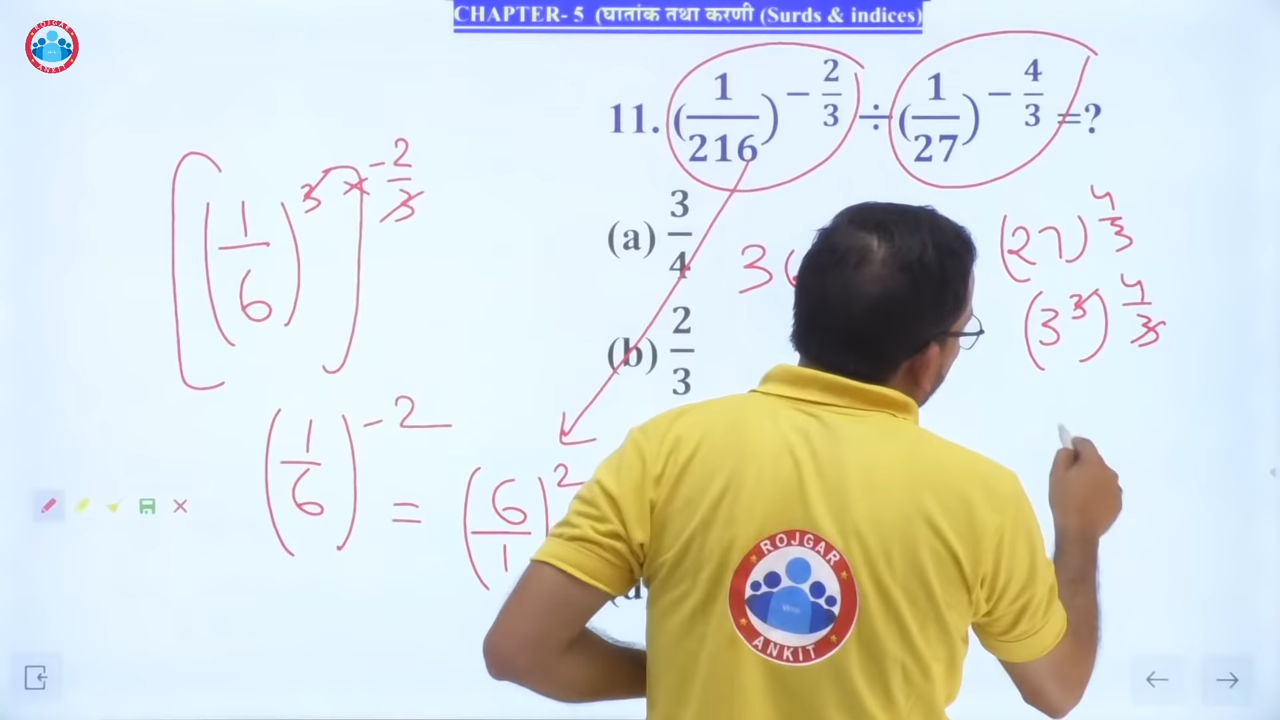 CHAPTER- 5 (घातांक तथा करणी (Surds & indices)
ROJGAR
ANKIT
11. (1/216)^-2/3 ÷ (1/27)^-4/3 =?
(a) 3/4
(b) 2/3
[(1/6)^3]^×-2/3
(1/6)^-2
= (6/1)^2
(27)^4/3
(3^3)^4/3
ROJGAR
ANKIT